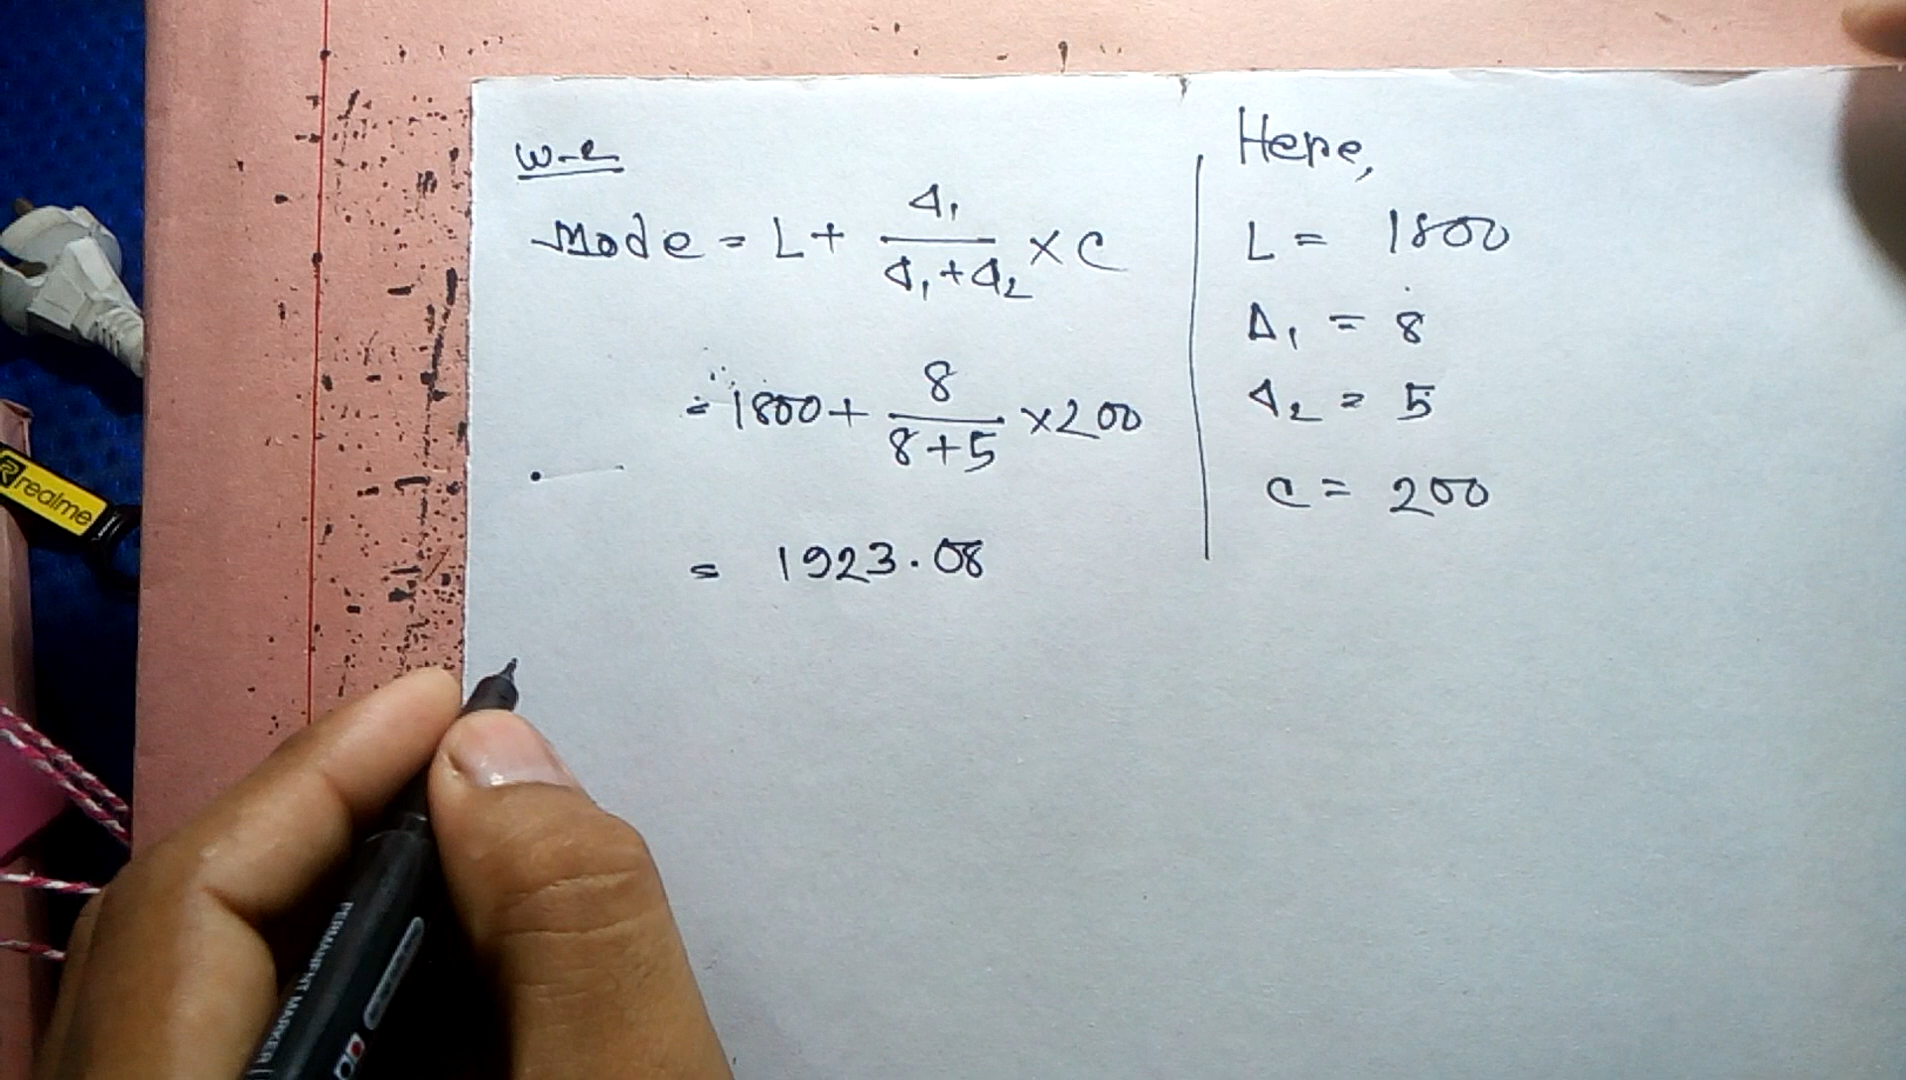 W-2
Mode = L + Δ₁/(Δ₁+Δ₂) × C
= 1800 + 8/(8+5) × 200
= 1923.08
Here,
L = 1800
Δ₁ = 8
Δ₂ = 5
C = 200
realme
PERMANENT MARKER